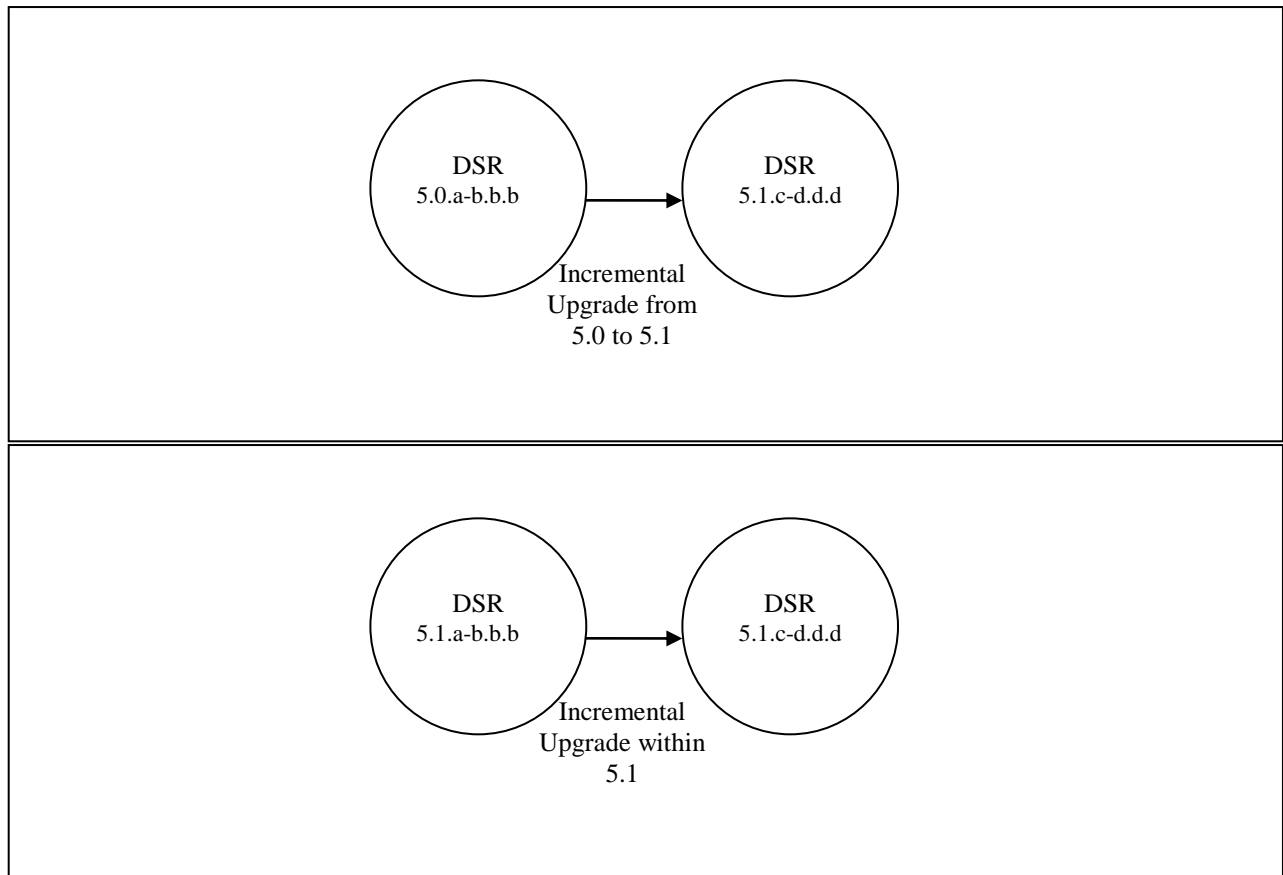 DSR
5.0.a-b.b.b
DSR
5.1.c-d.d.d
Incremental
Upgrade from
5.0 to 5.1
DSR
5.1.a-b.b.b
DSR
5.1.c-d.d.d
Incremental
Upgrade within
5.1